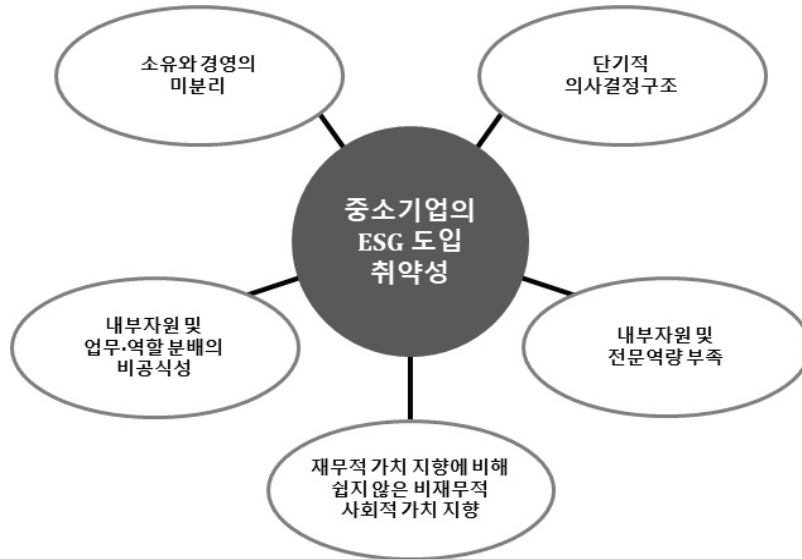 소유와 경영의
미분리
단기적
의사결정구조
중소기업의
ESG 도입
취약성
내부자원 및
업무·역할 분배의
비공식성
내부자원 및
전문역량 부족
재무적 가치 지향에 비해
쉽지 않은 비재무적
사회적 가치 지향